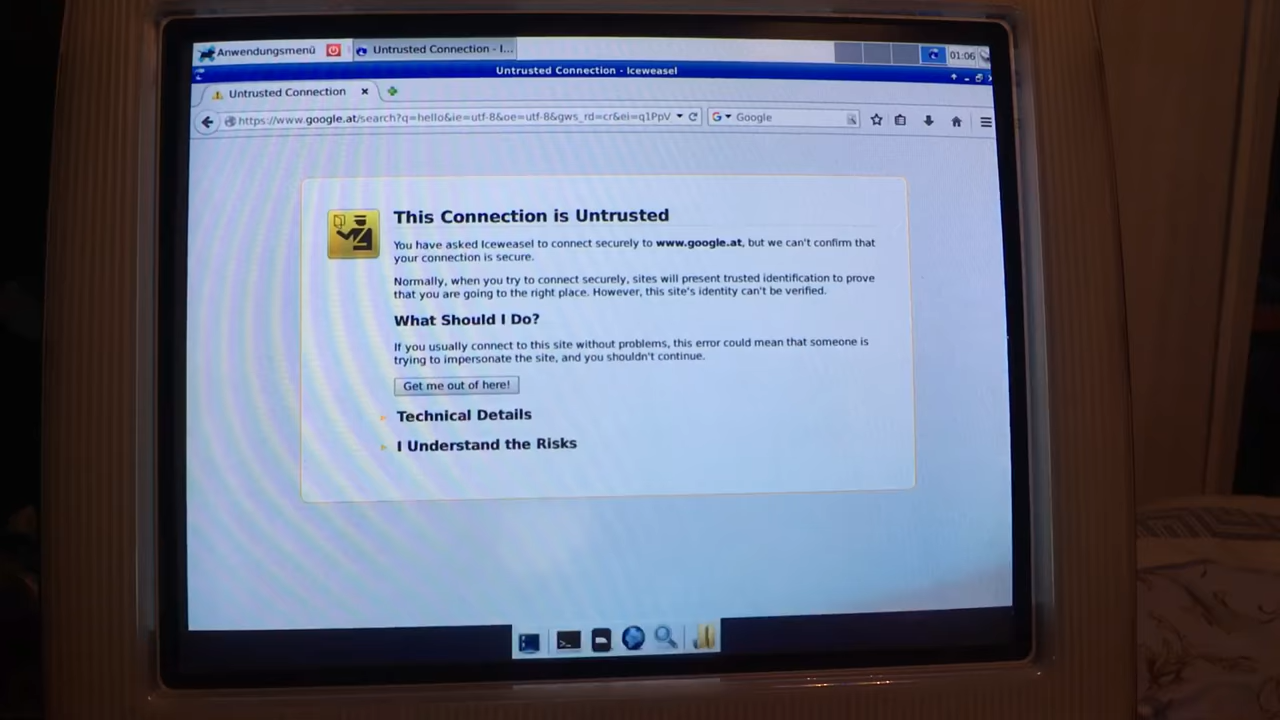 Anwendungsmenü Untrusted Connection - I... 01:06
Untrusted Connection - Iceweasel
Untrusted Connection
https://www.google.at/search?q=hello&ie=utf-8&oe=utf-8&gws_rd=cr&ei=q1PpV Google
This Connection is Untrusted
You have asked Iceweasel to connect securely to www.google.at, but we can't confirm that
your connection is secure.
Normally, when you try to connect securely, sites will present trusted identification to prove
that you are going to the right place. However, this site's identity can't be verified.
What Should I Do?
If you usually connect to this site without problems, this error could mean that someone is
trying to impersonate the site, and you shouldn't continue.
Get me out of here!
Technical Details
I Understand the Risks